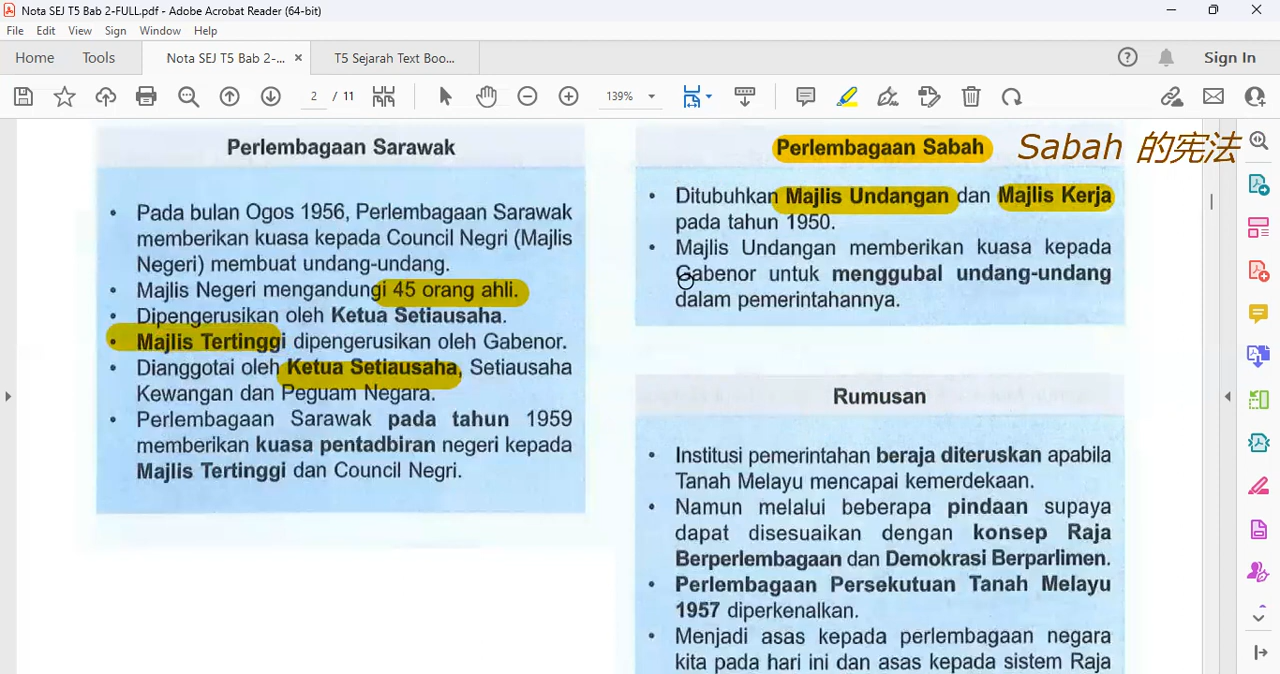 Nota SEJ T5 Bab 2-FULL.pdf - Adobe Acrobat Reader (64-bit)
File Edit View Sign Window Help
Home Tools Nota SEJ T5 Bab 2-... × T5 Sejarah Text Boo... Sign In
2 / 11 139%
Perlembagaan Sarawak
• Pada bulan Ogos 1956, Perlembagaan Sarawak
memberikan kuasa kepada Council Negri (Majlis
Negeri) membuat undang-undang.
• Majlis Negeri mengandungi 45 orang ahli.
• Dipengerusikan oleh Ketua Setiausaha.
• Majlis Tertinggi dipengerusikan oleh Gabenor.
• Dianggotai oleh Ketua Setiausaha, Setiausaha
Kewangan dan Peguam Negara.
• Perlembagaan Sarawak pada tahun 1959
memberikan kuasa pentadbiran negeri kepada
Majlis Tertinggi dan Council Negri.
Perlembagaan Sabah Sabah 的宪法
• Ditubuhkan Majlis Undangan dan Majlis Kerja
pada tahun 1950.
• Majlis Undangan memberikan kuasa kepada
Gabenor untuk menggubal undang-undang
dalam pemerintahannya.
Rumusan
• Institusi pemerintahan beraja diteruskan apabila
Tanah Melayu mencapai kemerdekaan.
• Namun melalui beberapa pindaan supaya
dapat disesuaikan dengan konsep Raja
Berperlembagaan dan Demokrasi Berparlimen.
• Perlembagaan Persekutuan Tanah Melayu
1957 diperkenalkan.
• Menjadi asas kepada perlembagaan negara
kita pada hari ini dan asas kepada sistem Raja